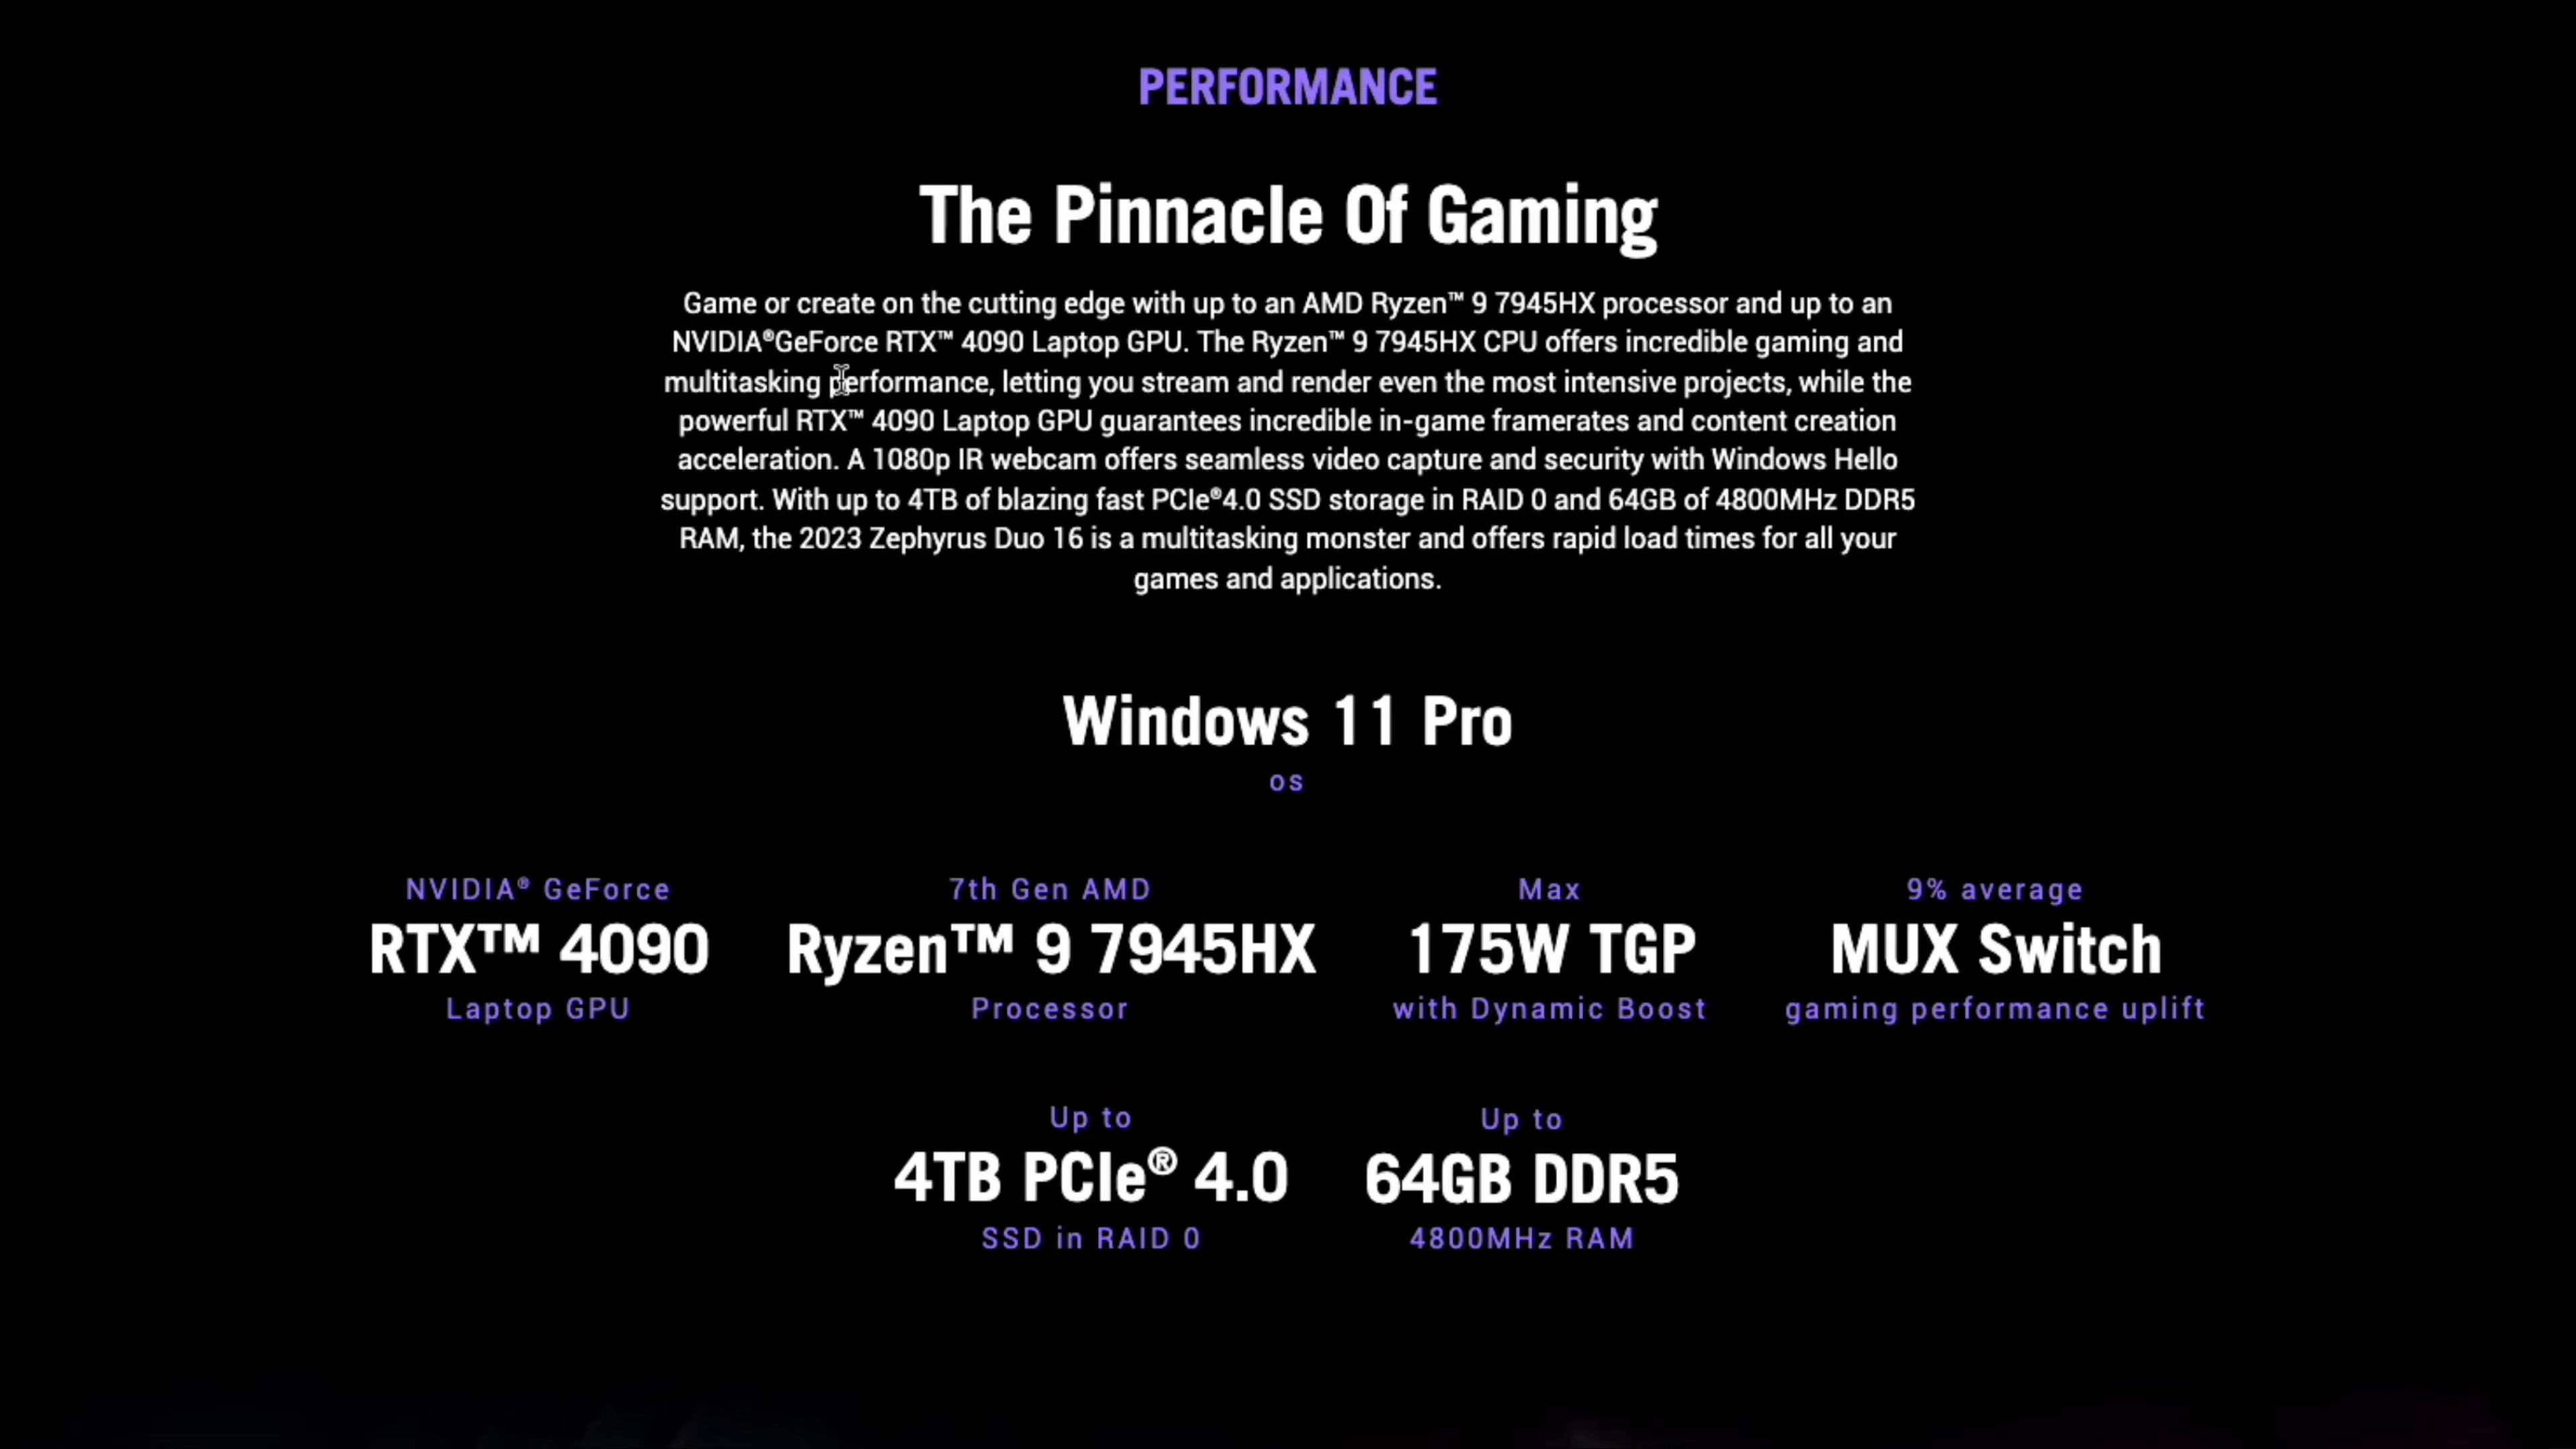 PERFORMANCE
The Pinnacle Of Gaming
Game or create on the cutting edge with up to an AMD Ryzen™ 9 7945HX processor and up to an
NVIDIA®GeForce RTX™ 4090 Laptop GPU. The Ryzen™ 9 7945HX CPU offers incredible gaming and
multitasking performance, letting you stream and render even the most intensive projects, while the
powerful RTX™ 4090 Laptop GPU guarantees incredible in-game framerates and content creation
acceleration. A 1080p IR webcam offers seamless video capture and security with Windows Hello
support. With up to 4TB of blazing fast PCIe®4.0 SSD storage in RAID 0 and 64GB of 4800MHz DDR5
RAM, the 2023 Zephyrus Duo 16 is a multitasking monster and offers rapid load times for all your
games and applications.
Windows 11 Pro
os
NVIDIA® GeForce
RTX™ 4090
Laptop GPU
7th Gen AMD
Ryzen™ 9 7945HX
Processor
Max
175W TGP
with Dynamic Boost
9% average
MUX Switch
gaming performance uplift
Up to
4TB PCIe® 4.0
SSD in RAID 0
Up to
64GB DDR5
4800MHz RAM